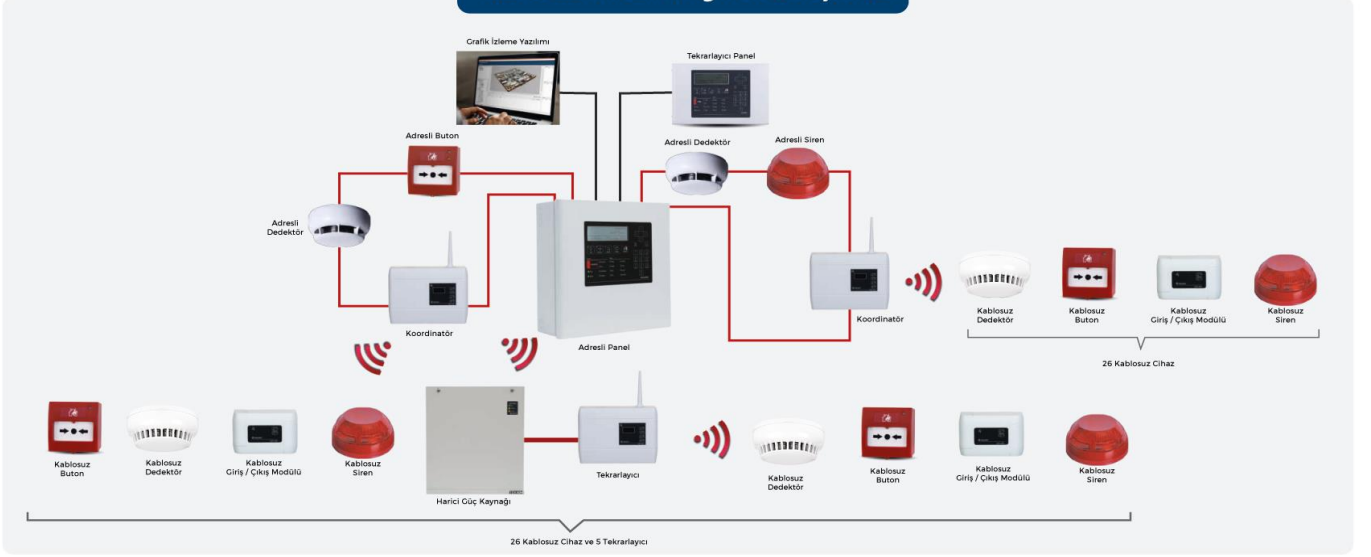 Grafik İzleme Yazılımı
Tekrarlayıcı Panel
Adresli Buton
Adresli Dedektör
Adresli Siren
Adresli
Dedektör
Koordinatör
Adresli Panel
Koordinatör
Kablosuz
Dedektör
Kablosuz
Buton
Kablosuz
Giriş / Çıkış Modülü
Kablosuz
Siren
26 Kablosuz Cihaz
Kablosuz
Buton
Kablosuz
Dedektör
Kablosuz
Giriş / Çıkış Modülü
Kablosuz
Siren
Harici Güç Kaynağı
Tekrarlayıcı
Kablosuz
Dedektör
Kablosuz
Buton
Kablosuz
Giriş / Çıkış Modülü
Kablosuz
Siren
26 Kablosuz Cihaz ve 5 Tekrarlayıcı